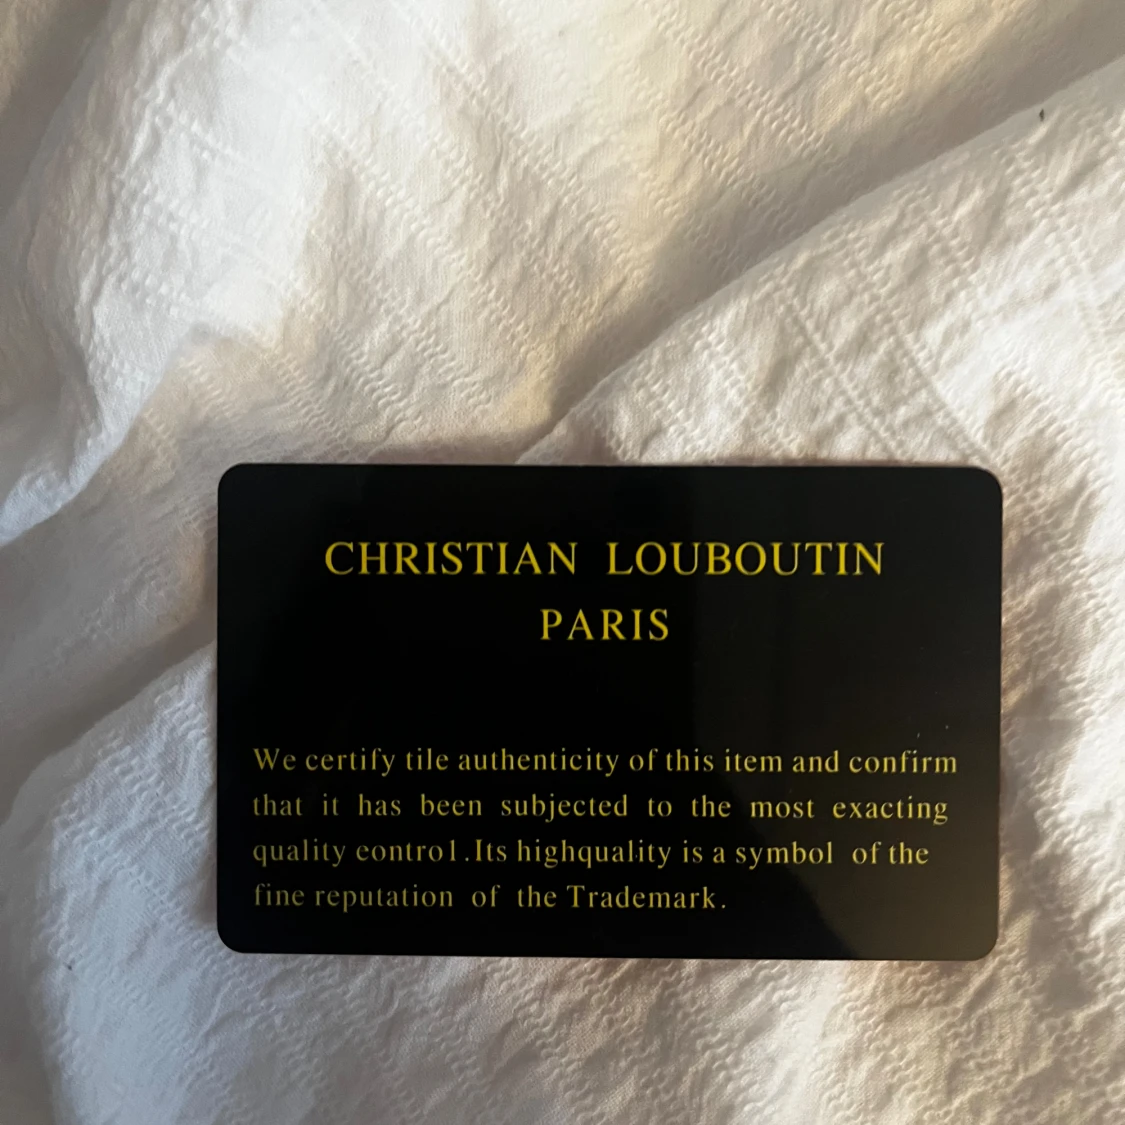 CHRISTIAN LOUBOUTIN
PARIS
We certify tile authenticity of this item and confirm
that it has been subjected to the most exacting
quality eontro1.Its highquality is a symbol of the
fine reputation of the Trademark.